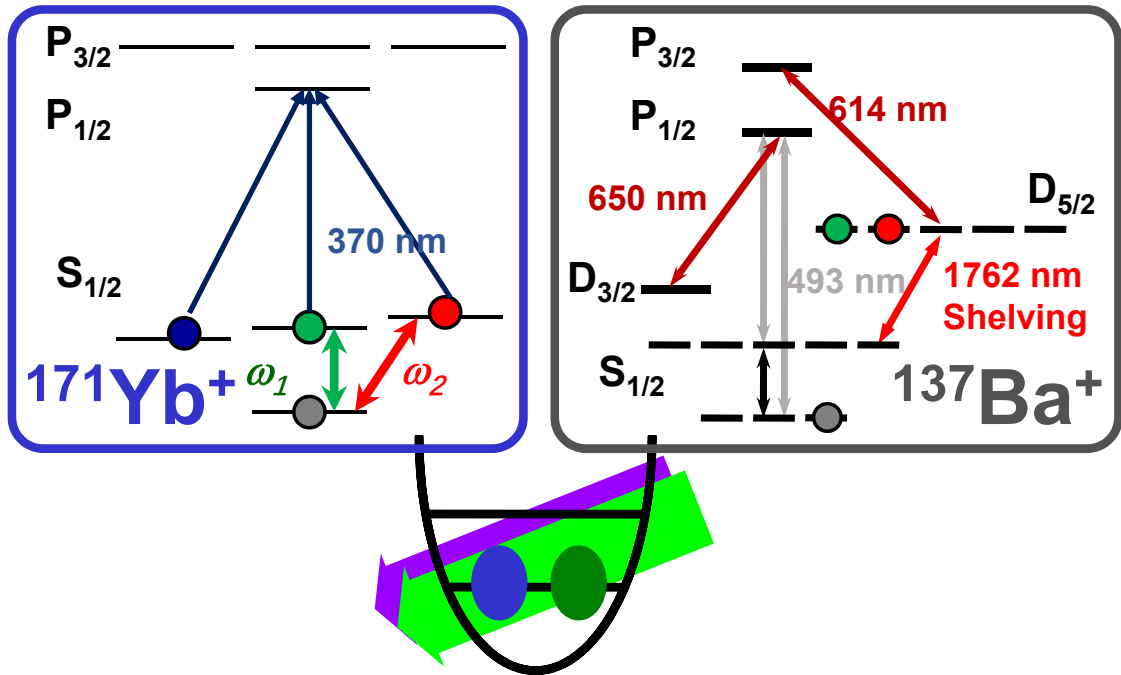 P3/2
P1/2
370 nm
S1/2
ω1
ω2
171Yb+
P3/2
614 nm
P1/2
650 nm
D5/2
493 nm
D3/2
1762 nm
Shelving
S1/2
137Ba+